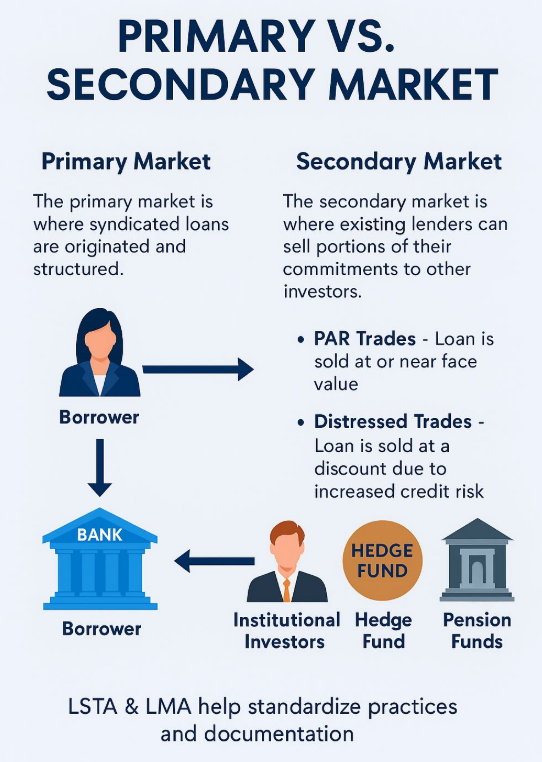 PRIMARY VS.
SECONDARY MARKET
Primary Market
The primary market is
where syndicated loans
are originated and
structured.
Borrower
BANK
Borrower
Secondary Market
The secondary market is
where existing lenders can
sell portions of their
commitments to other
investors.
• PAR Trades - Loan is
sold at or near face
value
• Distressed Trades -
Loan is sold at a
discount due to
increased credit risk
Institutional
Investors
HEDGE
FUND
Hedge
Fund
Pension
Funds
LSTA & LMA help standardize practices
and documentation